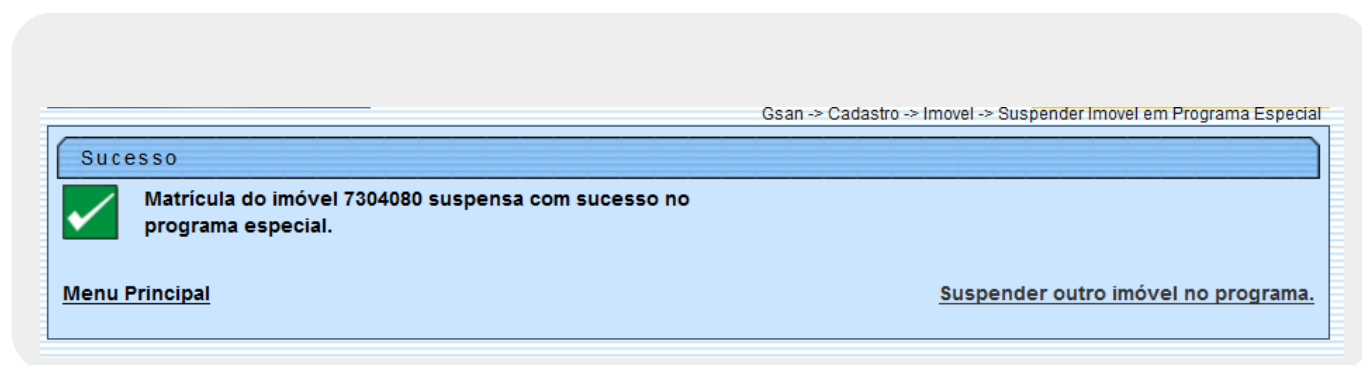 Gsan -> Cadastro -> Imovel -> Suspender Imovel em Programa Especial
Sucesso
Matrícula do imóvel 7304080 suspensa com sucesso no
programa especial.
Menu Principal
Suspender outro imóvel no programa.